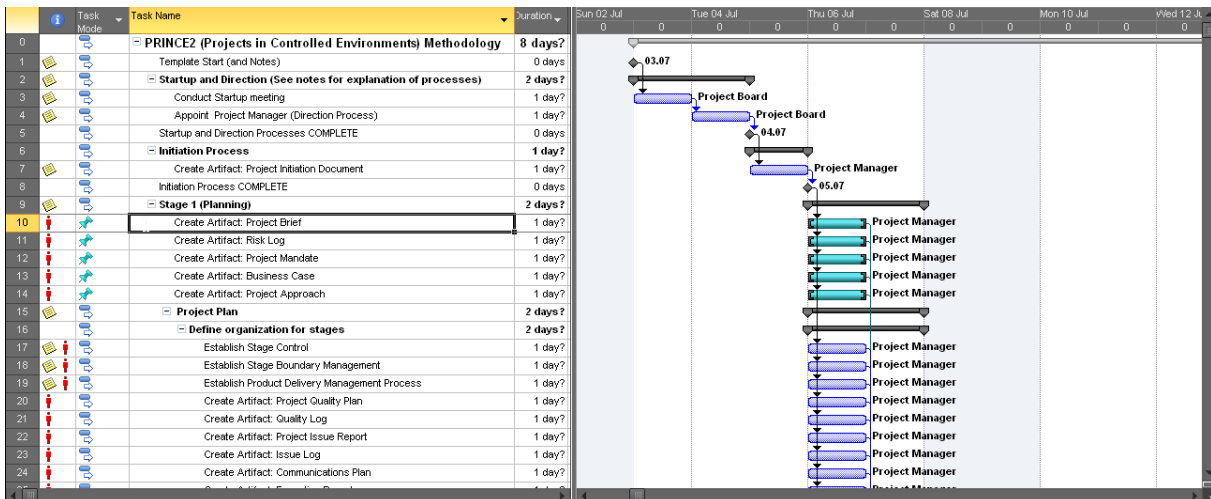 Task Mode Task Name Duration Sun 02 Jul Tue 04 Jul Thu 06 Jul Sat 08 Jul Mon 10 Jul Wed 12 Ju
0 0 0 0 0 0 0 0 0 0 0
0 PRINCE2 (Projects in Controlled Environments) Methodology 8 days?
1 Template Start (and Notes) 0 days 03.07
2 Startup and Direction (See notes for explanation of processes) 2 days?
3 Conduct Startup meeting 1 day? Project Board
4 Appoint Project Manager (Direction Process) 1 day? Project Board
5 Startup and Direction Processes COMPLETE 0 days 04.07
6 Initiation Process 1 day?
7 Create Artifact: Project Initiation Document 1 day? Project Manager
8 Initiation Process COMPLETE 0 days 05.07
9 Stage 1 (Planning) 2 days?
10 Create Artifact: Project Brief 1 day? Project Manager
11 Create Artifact: Risk Log 1 day? Project Manager
12 Create Artifact: Project Mandate 1 day? Project Manager
13 Create Artifact: Business Case 1 day? Project Manager
14 Create Artifact: Project Approach 1 day? Project Manager
15 Project Plan 2 days?
16 Define organization for stages 2 days?
17 Establish Stage Control 1 day? Project Manager
18 Establish Stage Boundary Management 1 day? Project Manager
19 Establish Product Delivery Management Process 1 day? Project Manager
20 Create Artifact: Project Quality Plan 1 day? Project Manager
21 Create Artifact: Quality Log 1 day? Project Manager
22 Create Artifact: Project Issue Report 1 day? Project Manager
23 Create Artifact: Issue Log 1 day? Project Manager
24 Create Artifact: Communications Plan 1 day? Project Manager